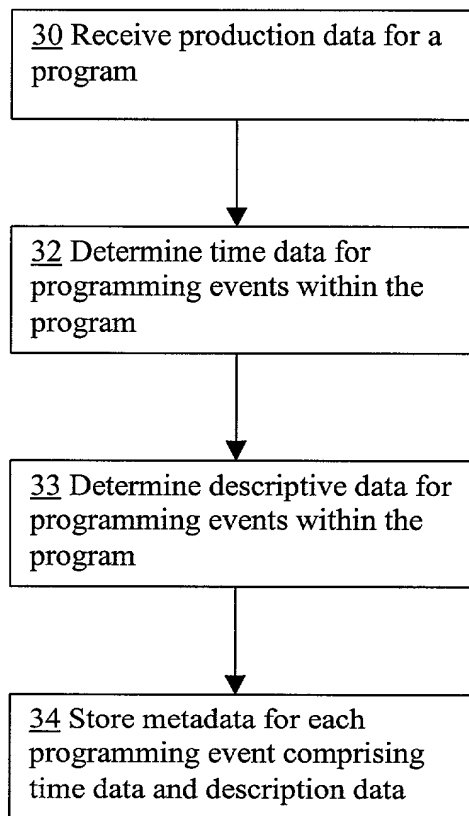 30 Receive production data for a
program
32 Determine time data for
programming events within the
program
33 Determine descriptive data for
programming events within the
program
34 Store metadata for each
programming event comprising
time data and description data